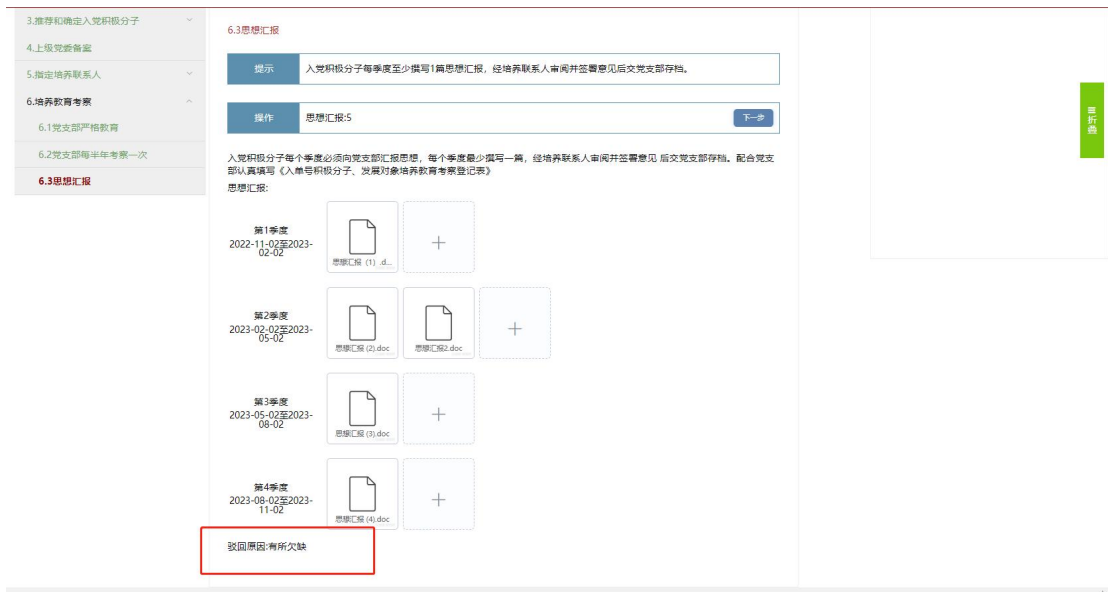 3.推荐和确定入党积极分子
4.上级党委备案
5.指定培养联系人
6.培养教育考察
6.1党支部严格教育
6.2党支部每半年考察一次
6.3思想汇报
6.3思想汇报
提示
入党积极分子每季度至少撰写1篇思想汇报，经培养联系人审阅并签署意见后交党支部存档。
操作
思想汇报:5
下一步
入党积极分子每个季度必须向党支部汇报思想，每个季度最少撰写一篇，经培养联系人审阅并签署意见 后交党支部存档。配合党支
部认真填写《入单号积极分子、发展对象培养教育考察登记表》
思想汇报:
第1季度
2022-11-02至2023-
02-02
思想汇报 (1) .d...
第2季度
2023-02-02至2023-
05-02
思想汇报 (2).doc
思想汇报2.doc
第3季度
2023-05-02至2023-
08-02
思想汇报 (3).doc
第4季度
2023-08-02至2023-
11-02
思想汇报 (4).doc
驳回原因:有所欠缺
折叠